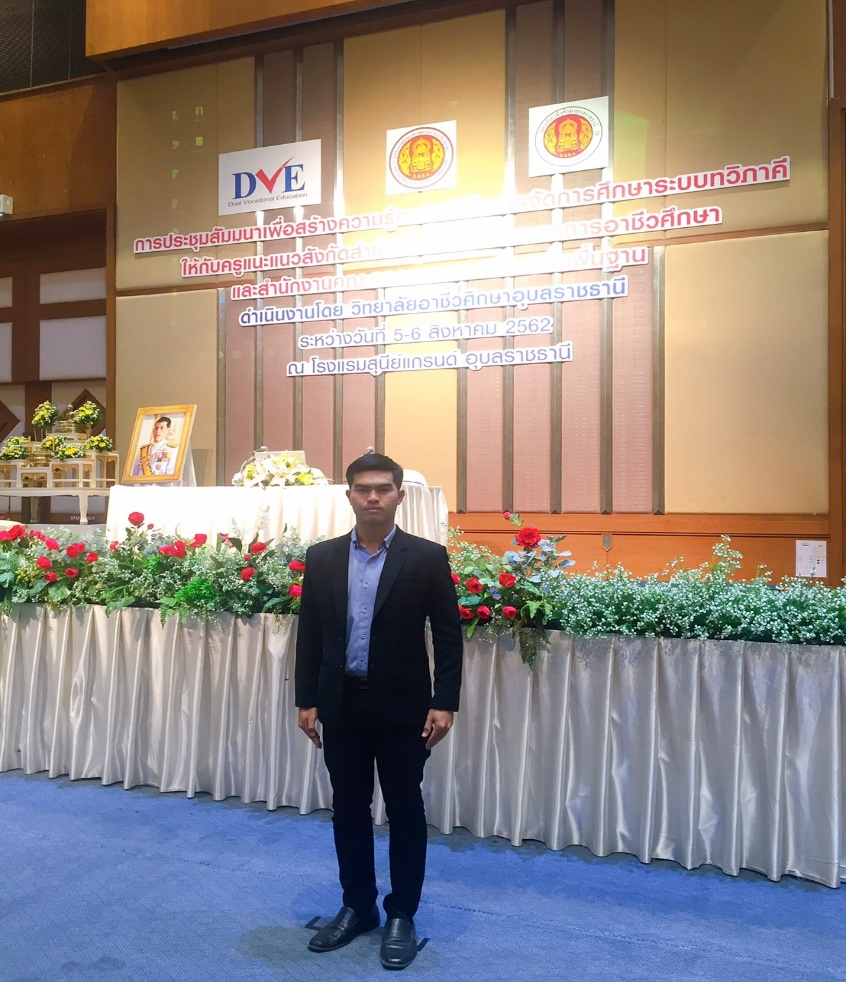 DVE
Dual Vocational Education
การประชุมสัมมนาเพื่อสร้างความรู้ จัดการศึกษาระบบทวิภาคี
ให้กับครูแนะแนวสังกัด การอาชีวศึกษา
และสำนักงาน พื้นฐาน
ดำเนินงานโดย วิทยาลัยอาชีวศึกษาอุบลราชธานี
ระหว่างวันที่ 5-6 สิงหาคม 2562
ณ โรงแรมสุนีย์แกรนด์ อุบลราชธานี